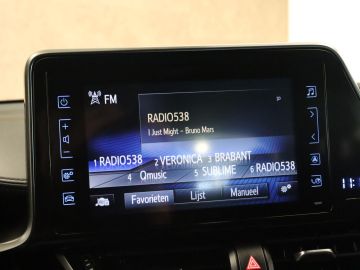 FM
RADIO538
1 Just Might – Bruno Mars
1 RADIO538 2 VERONICA 3 BRABANT
4 Qmusic 5 SUBLIME 6 RADIO538
Favorieten Lijst Manueel